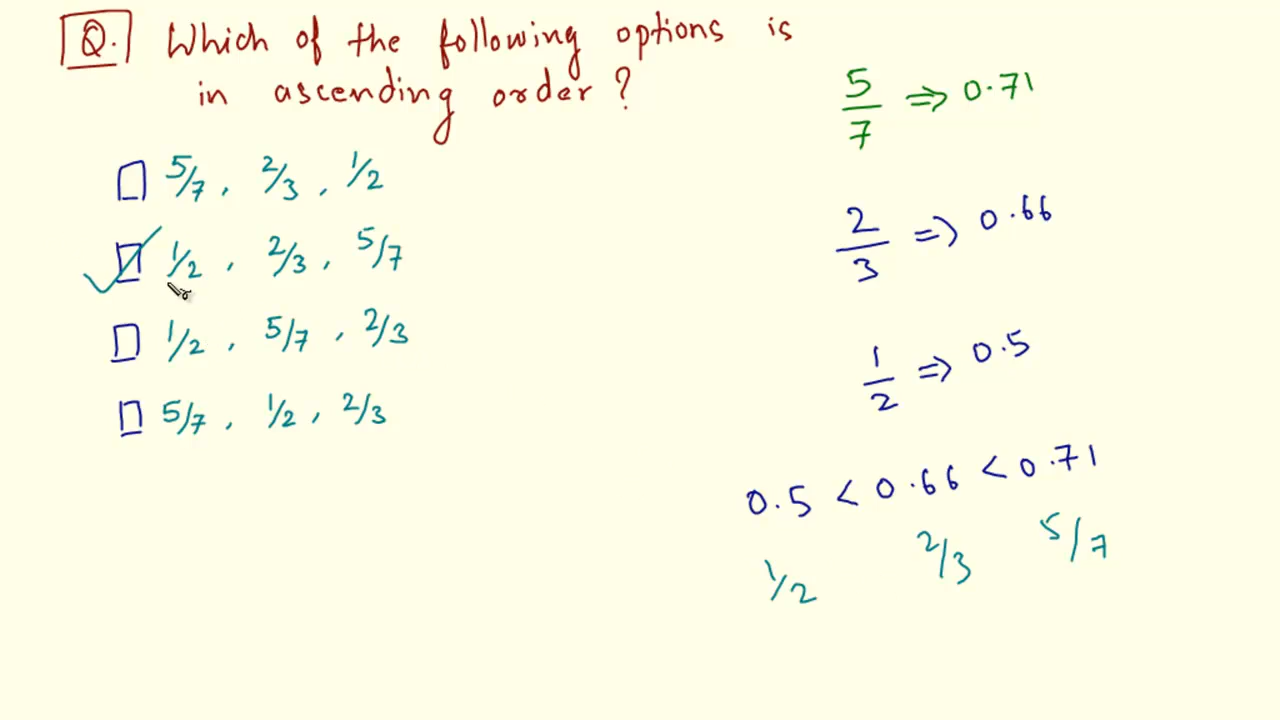 Q. Which of the following options is
in ascending order ?
5/7 , 2/3 , 1/2
1/2 , 2/3 , 5/7
1/2 , 5/7 , 2/3
5/7 , 1/2 , 2/3
5/7 => 0.71
2/3 => 0.66
1/2 => 0.5
0.5 < 0.66 < 0.71
1/2 2/3 5/7